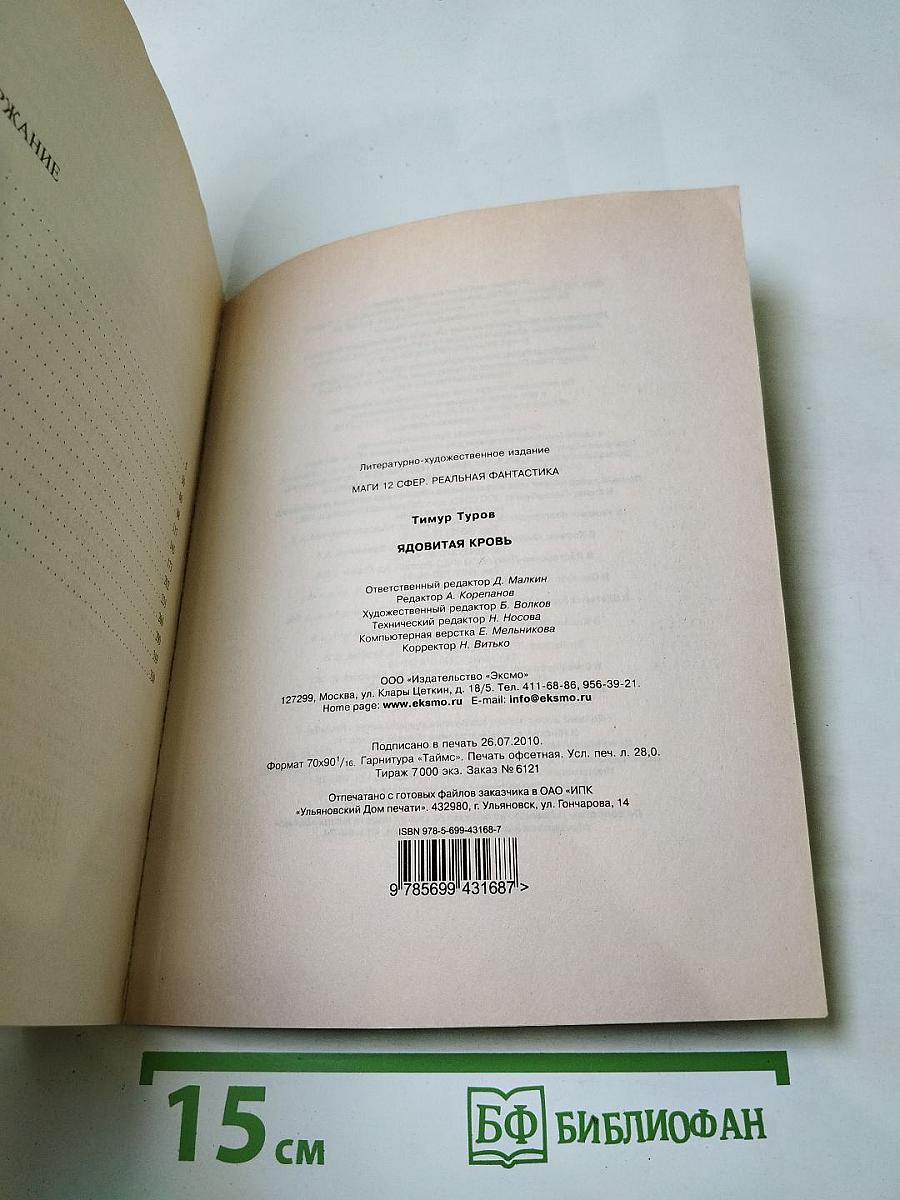 РЖАНИЕ
Литературно-художественное издание
МАГИ 12 СФЕР. РЕАЛЬНАЯ ФАНТАСТИКА
Тимур Туров
ЯДОВИТАЯ КРОВЬ
Ответственный редактор Д. Малкин
Редактор А. Корепанов
Художественный редактор Б. Волков
Технический редактор Н. Носова
Компьютерная верстка Е. Мельникова
Корректор Н. Витько
ООО «Издательство «Эксмо»
127299, Москва, ул. Клары Цеткин, д. 18/5. Тел. 411-68-86, 956-39-21.
Home page: www.eksmo.ru E-mail: info@eksmo.ru
Подписано в печать 26.07.2010.
Формат 70x90 1/16. Гарнитура «Таймс». Печать офсетная. Усл. печ. л. 28,0.
Тираж 7000 экз. Заказ № 6121
Отпечатано с готовых файлов заказчика в ОАО «ИПК
«Ульяновский Дом печати». 432980, г. Ульяновск, ул. Гончарова, 14
ISBN 978-5-699-43168-7
9 785699 431687 >
15 см
БФ БИБЛИОФАН